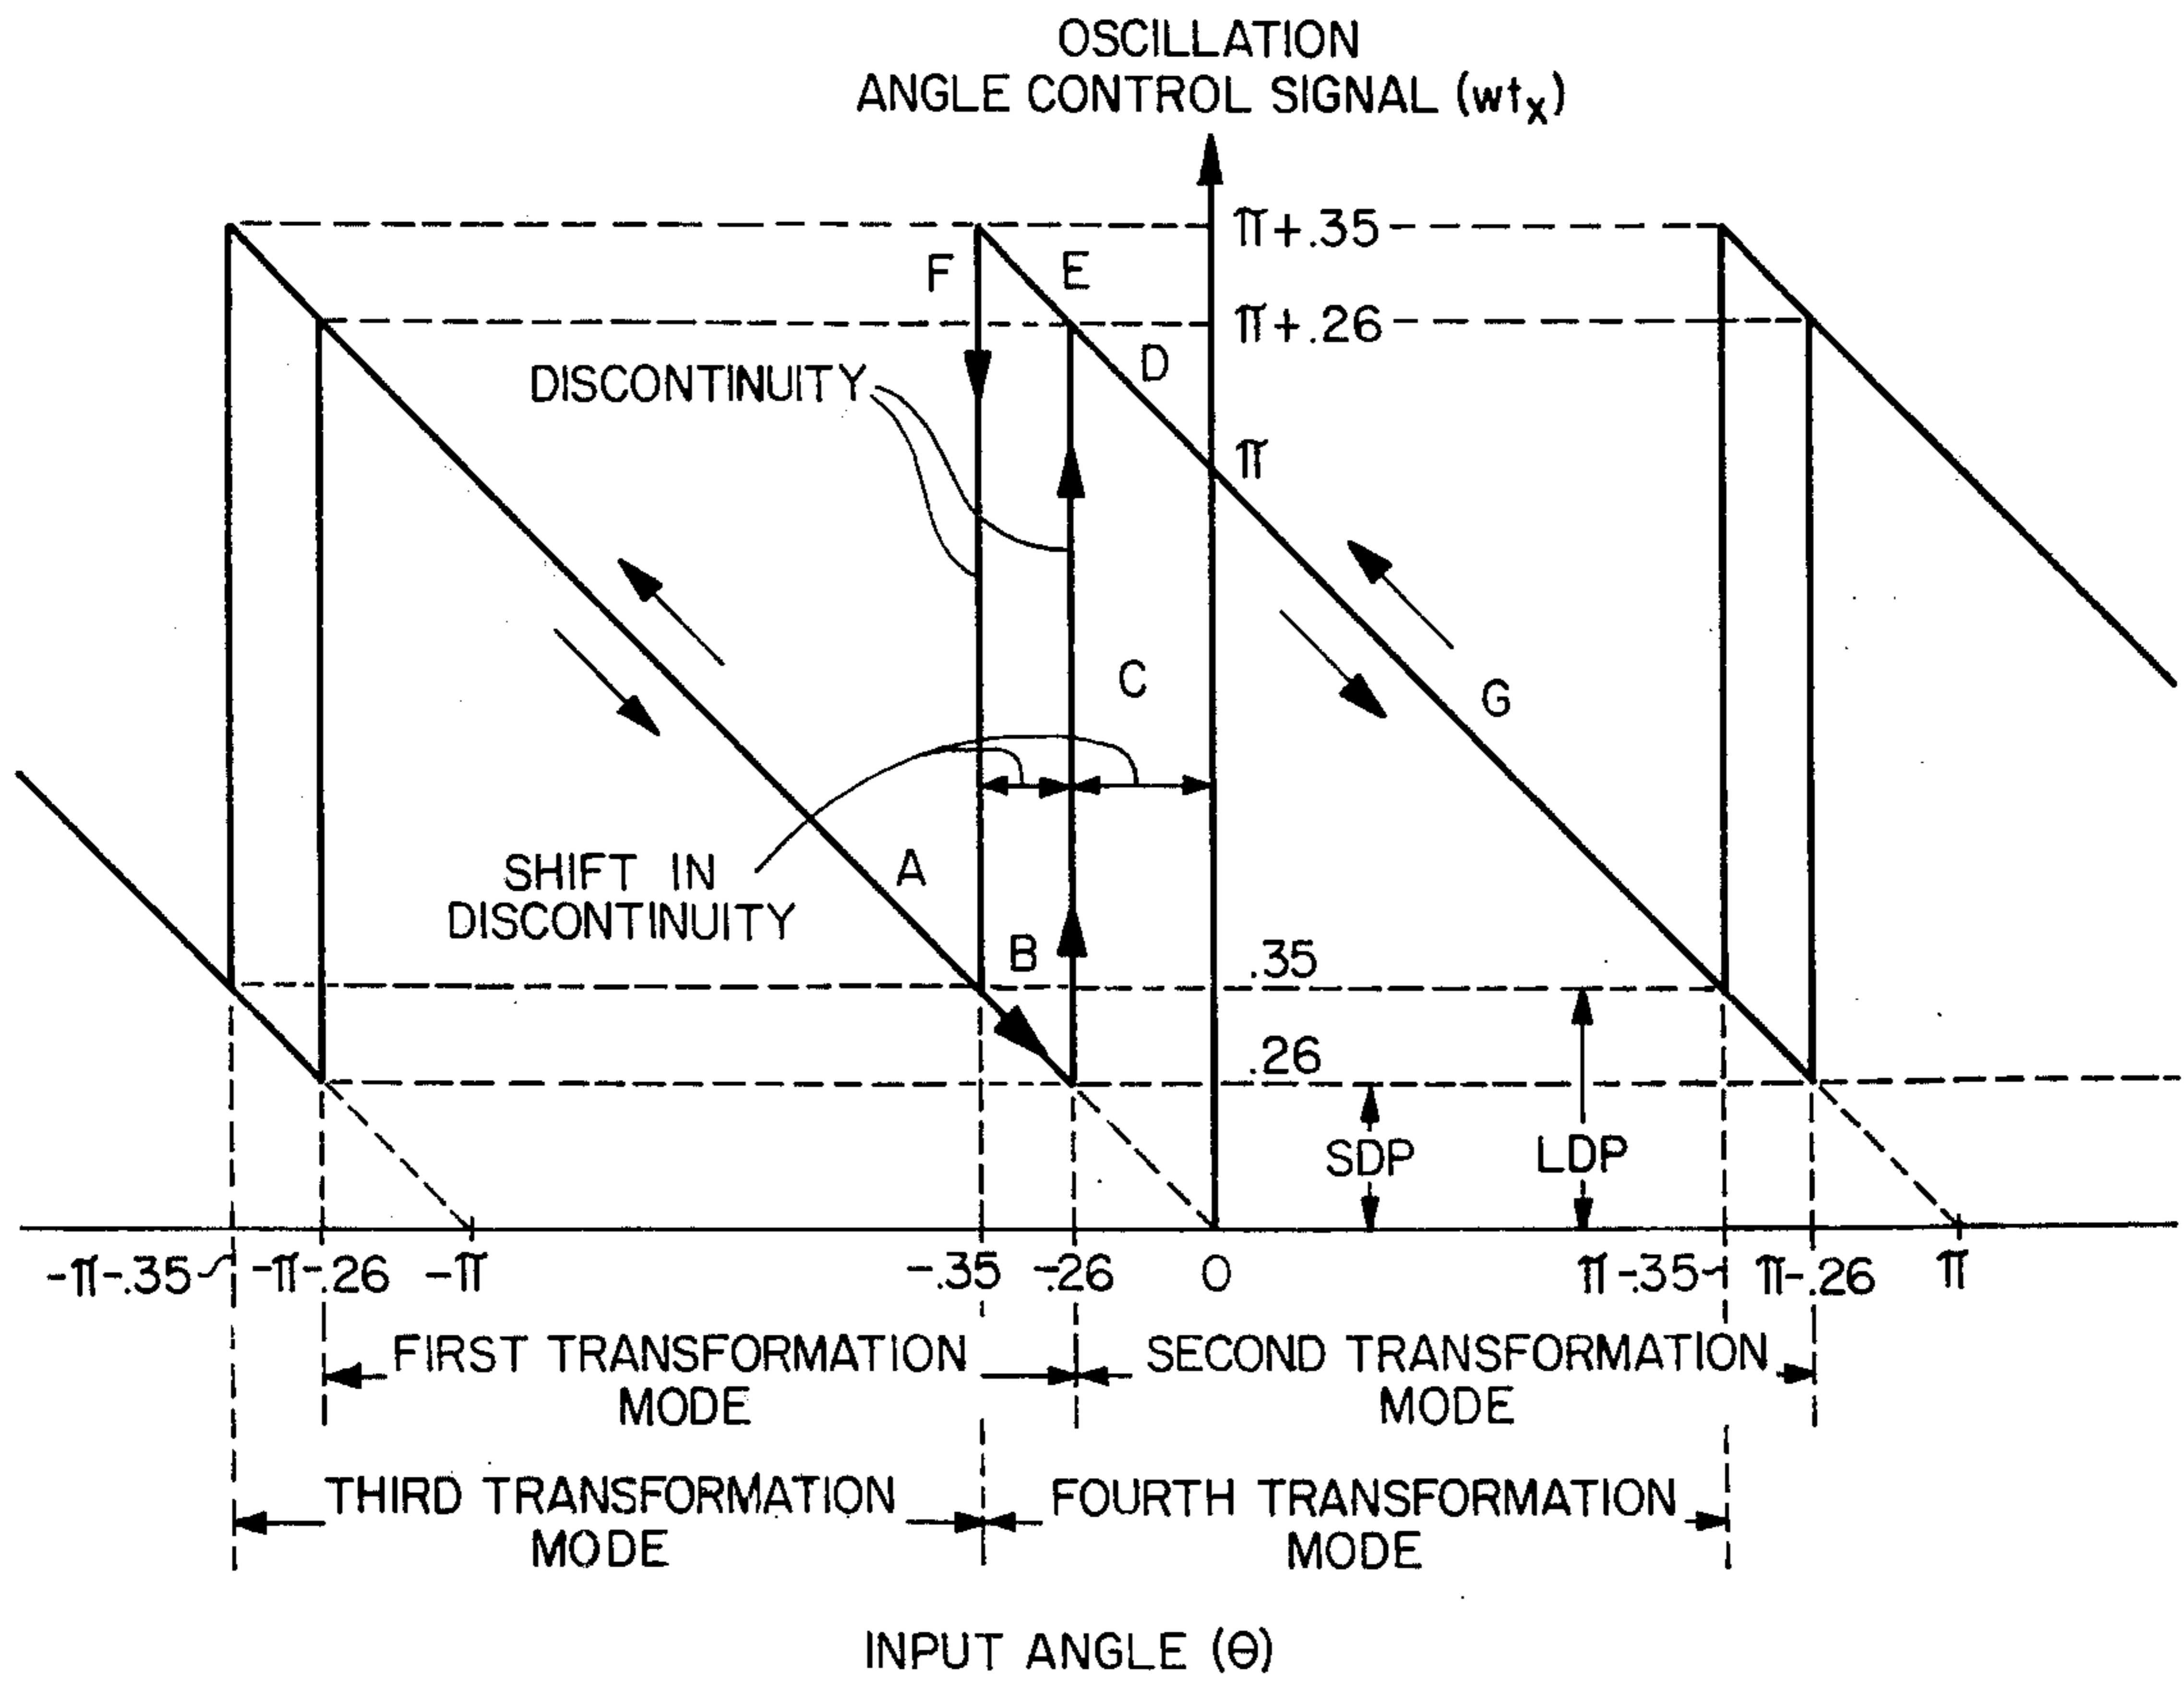 OSCILLATION
ANGLE CONTROL SIGNAL (wtx)
π+.35
F
E
π+.26
D
DISCONTINUITY
π
C
G
SHIFT IN
DISCONTINUITY
A
B
.35
.26
SDP
LDP
-π-.35
-π-.26
-π
-.35
-.26
0
π-.35
π-.26
π
FIRST TRANSFORMATION
MODE
SECOND TRANSFORMATION
MODE
THIRD TRANSFORMATION
MODE
FOURTH TRANSFORMATION
MODE
INPUT ANGLE (Θ)